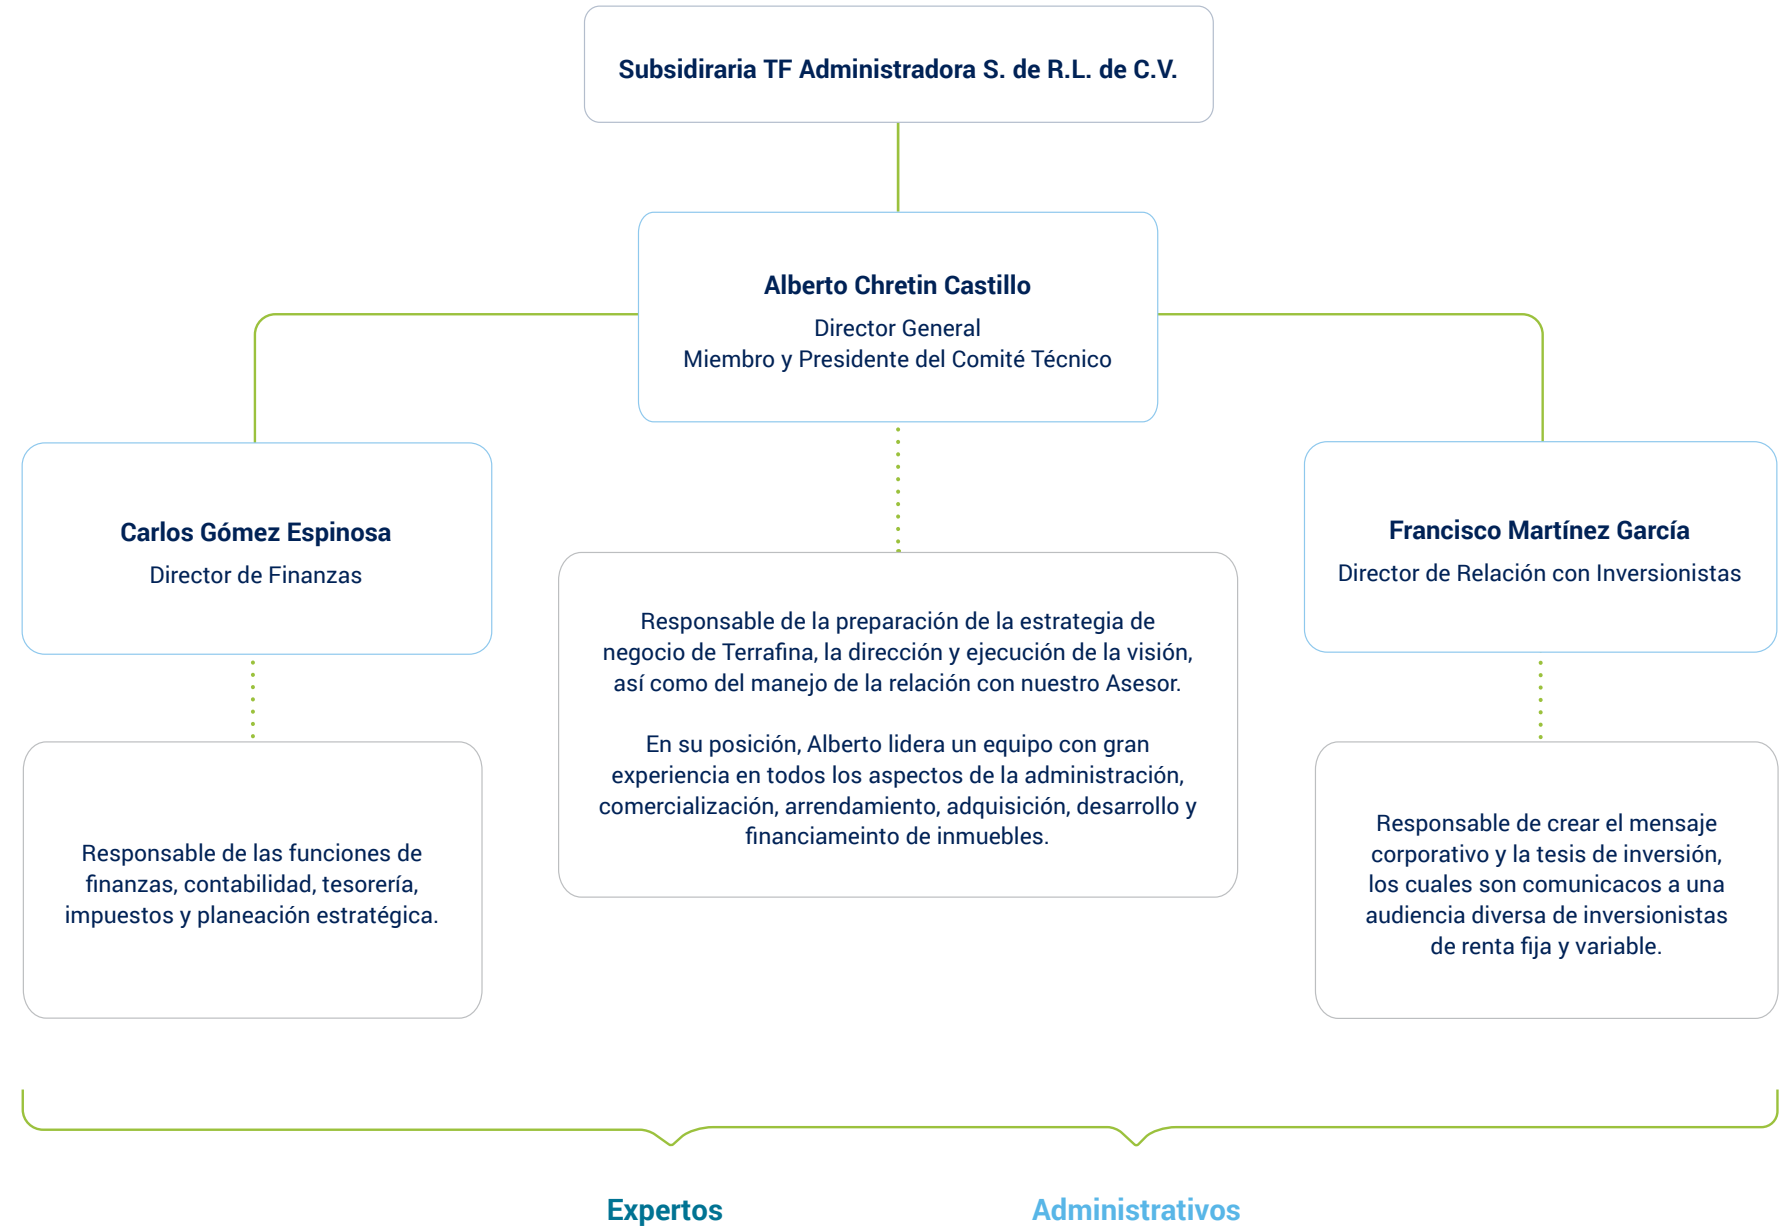 Subsidiraria TF Administradora S. de R.L. de C.V.
Alberto Chretin Castillo
Director General
Miembro y Presidente del Comité Técnico
Carlos Gómez Espinosa
Director de Finanzas
Francisco Martínez García
Director de Relación con Inversionistas
Responsable de la preparación de la estrategia de
negocio de Terrafina, la dirección y ejecución de la visión,
así como del manejo de la relación con nuestro Asesor.
En su posición, Alberto lidera un equipo con gran
experiencia en todos los aspectos de la administración,
comercialización, arrendamiento, adquisición, desarrollo y
financiameinto de inmuebles.
Responsable de las funciones de
finanzas, contabilidad, tesorería,
impuestos y planeación estratégica.
Responsable de crear el mensaje
corporativo y la tesis de inversión,
los cuales son comunicacos a una
audiencia diversa de inversionistas
de renta fija y variable.
Expertos
Administrativos